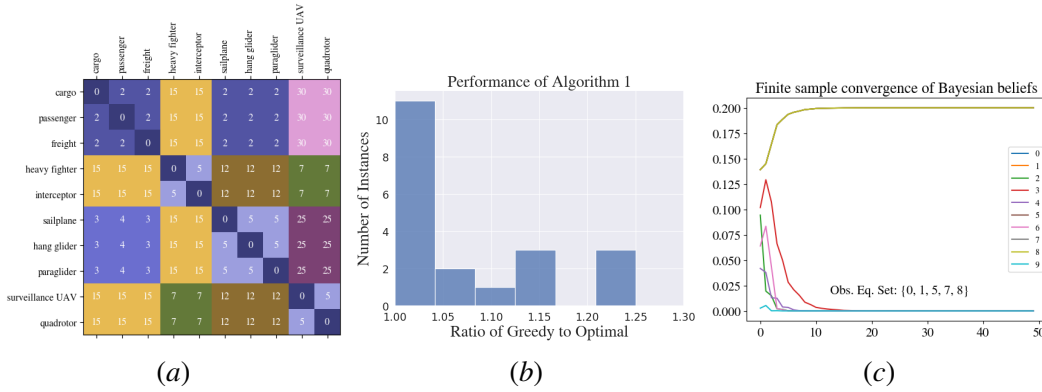 cargo
passenger
freight
heavy fighter
interceptor
sailplane
hang glider
paraglider
surveillance UAV
quadrotor
cargo 0 2 2 15 15 2 2 2 30 30
passenger 2 0 2 15 15 2 2 2 30 30
freight 2 2 0 15 15 2 2 2 30 30
heavy fighter 15 15 15 0 5 12 12 12 7 7
interceptor 15 15 15 5 0 12 12 12 7 7
sailplane 3 4 3 15 15 0 5 5 25 25
hang glider 3 4 3 15 15 5 0 5 25 25
paraglider 3 4 3 15 15 5 5 0 25 25
surveillance UAV 15 15 15 7 7 12 12 12 0 5
quadrotor 15 15 15 7 7 12 12 12 5 0
(a)
Performance of Algorithm 1
Number of Instances
10
8
6
4
2
0
1.00 1.05 1.10 1.15 1.20 1.25 1.30
Ratio of Greedy to Optimal
(b)
Finite sample convergence of Bayesian beliefs
0.200
0.175
0.150
0.125
0.100
0.075
0.050
0.025
0.000
0
1
2
3
4
5
6
7
8
9
Obs. Eq. Set: {0, 1, 5, 7, 8}
0 10 20 30 40 50
(c)